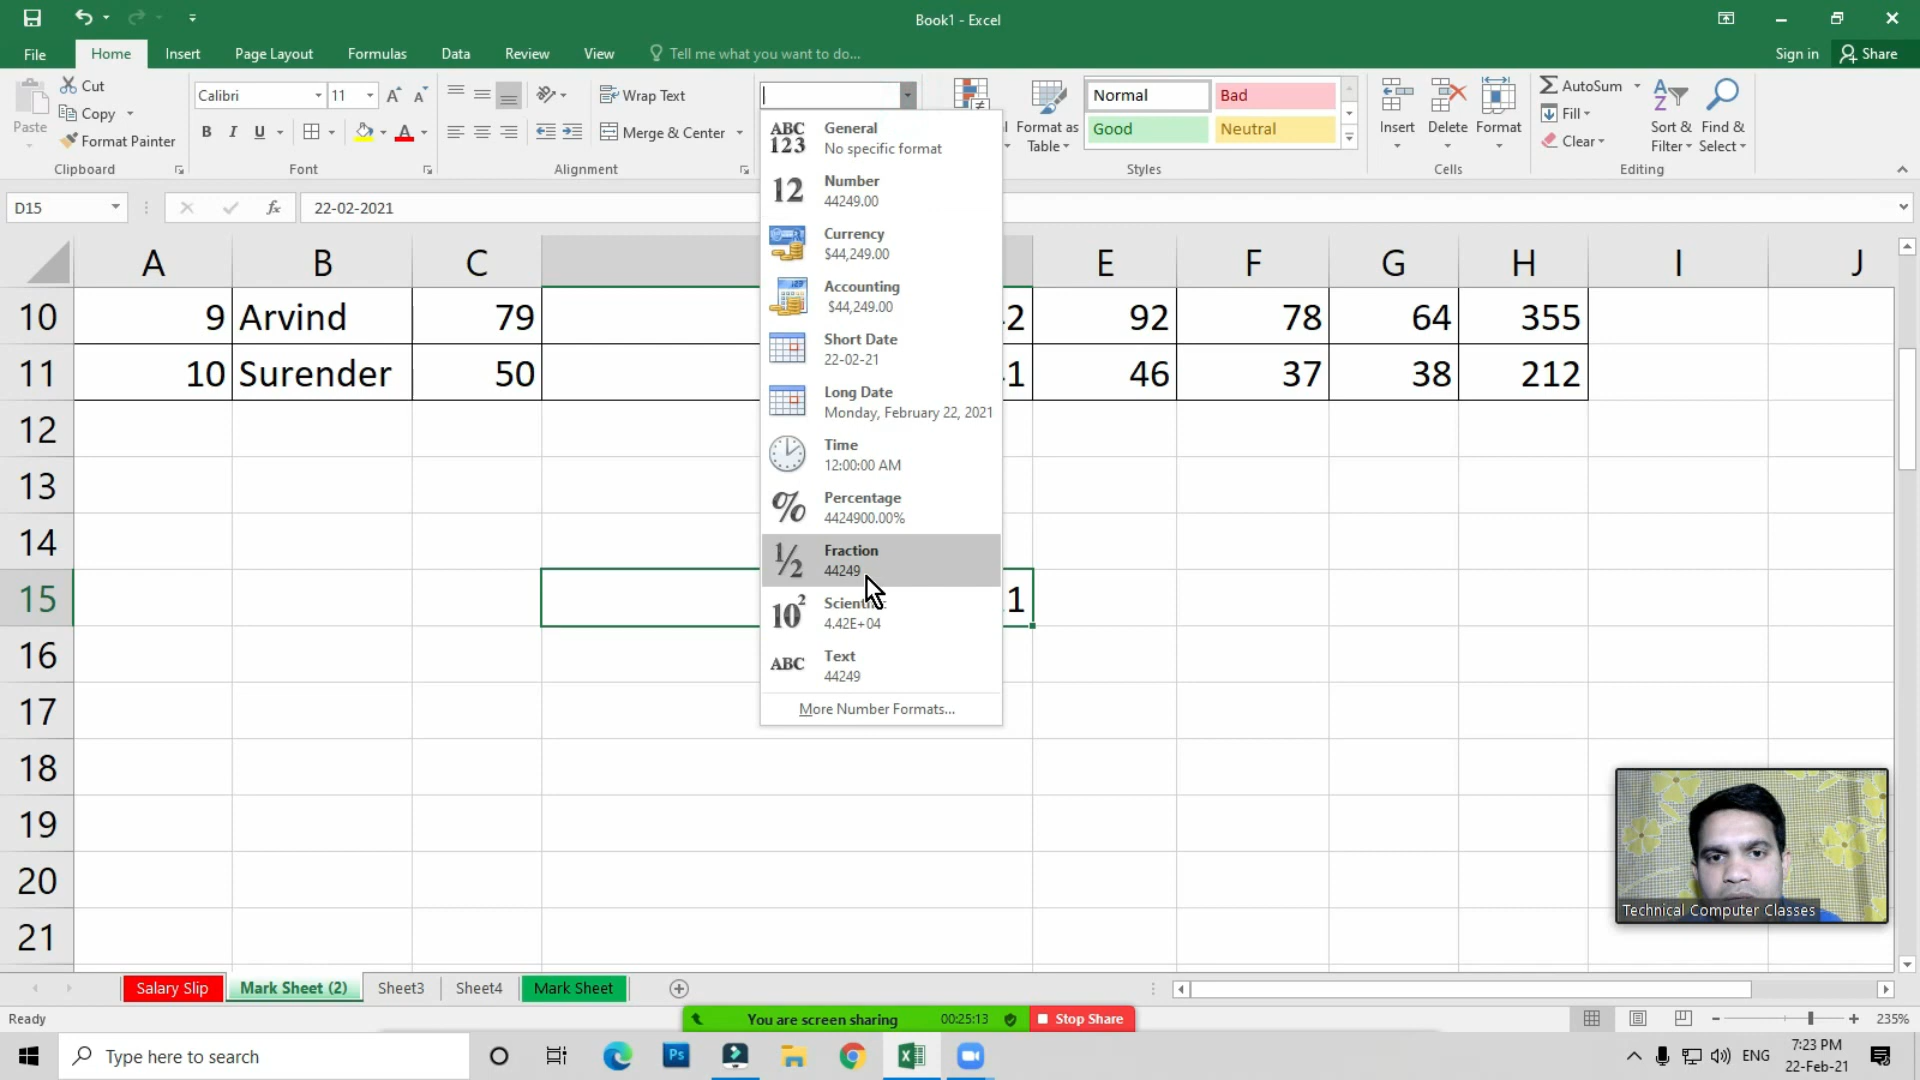 Book1 - Excel
File Home Insert Page Layout Formulas Data Review View Tell me what you want to do... Sign in Share
Paste
Cut
Copy
Format Painter
Clipboard
Calibri 11
B I U
Font
Wrap Text
Merge & Center
Alignment
Format as
Table
Normal Bad
Good Neutral
Styles
Insert Delete Format
Cells
AutoSum
Fill
Clear
Sort &
Filter
Find &
Select
Editing
D15 fx 22-02-2021
ABC
123
General
No specific format
12
Number
44249.00
Currency
$44,249.00
Accounting
$44,249.00
Short Date
22-02-21
Long Date
Monday, February 22, 2021
Time
12:00:00 AM
%
Percentage
4424900.00%
½
Fraction
44249
10²
4.42E+04
ABC
Text
44249
More Number Formats...
A B C E F G H I J
10 9 Arvind 79 92 78 64 355
11 10 Surender 50 46 37 38 212
12
13
14
15
16
17
18
19
20
21
Technical Computer Classes
Salary Slip Mark Sheet (2) Sheet3 Sheet4 Mark Sheet
Ready
You are screen sharing 00:25:13 Stop Share
235%
Type here to search
Ps
ENG
7:23 PM
22-Feb-21